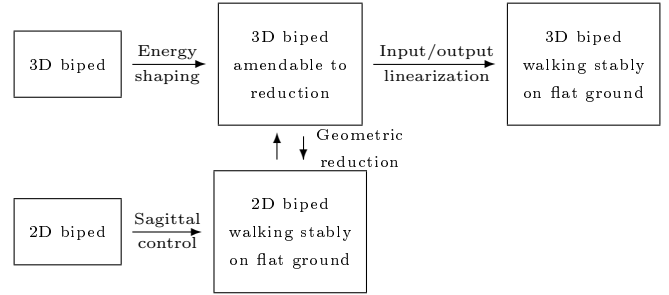 3D biped
Energy
shaping
3D biped
amendable to
reduction
Input/output
linearization
3D biped
walking stably
on flat ground
Geometric
reduction
2D biped
Sagittal
control
2D biped
walking stably
on flat ground